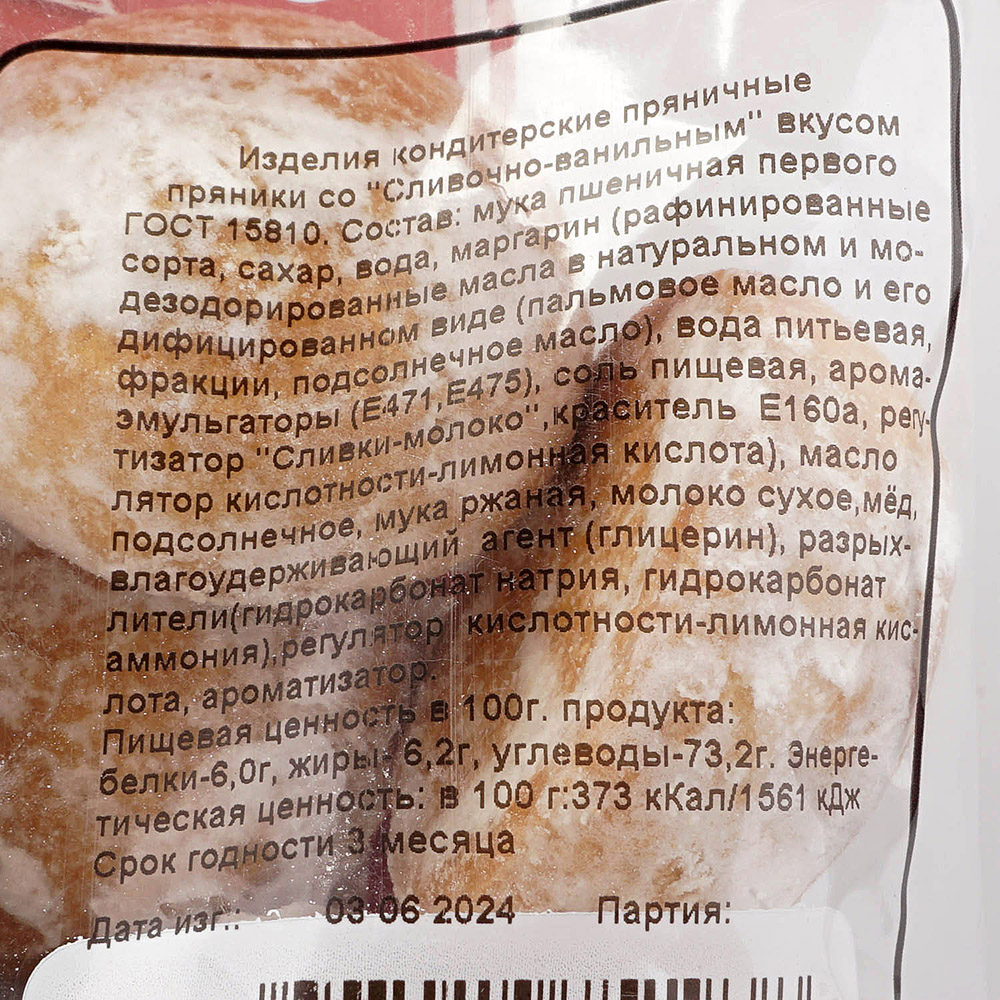 Изделия кондитерские пряничные
пряники со "Сливочно-ванильным" вкусом
ГОСТ 15810. Состав: мука пшеничная первого
сорта, сахар, вода, маргарин (рафинированные
дезодорированные масла в натуральном и мо-
дифицированном виде (пальмовое масло и его
фракции, подсолнечное масло), вода питьевая,
эмульгаторы (Е471,Е475), соль пищевая, арома-
тизатор "Сливки-молоко",краситель Е160а, регу-
лятор кислотности-лимонная кислота), масло
подсолнечное, мука ржаная, молоко сухое,мёд,
влагоудерживающий агент (глицерин), разрых-
лители(гидрокарбонат натрия, гидрокарбонат
аммония),регулятор кислотности-лимонная кис-
лота, ароматизатор.
Пищевая ценность в 100г. продукта:
белки-6,0г, жиры- 6,2г, углеводы-73,2г. Энерге-
тическая ценность: в 100 г:373 кКал/1561 кДж
Срок годности 3 месяца
Дата изг.: 03 06 2024 Партия: